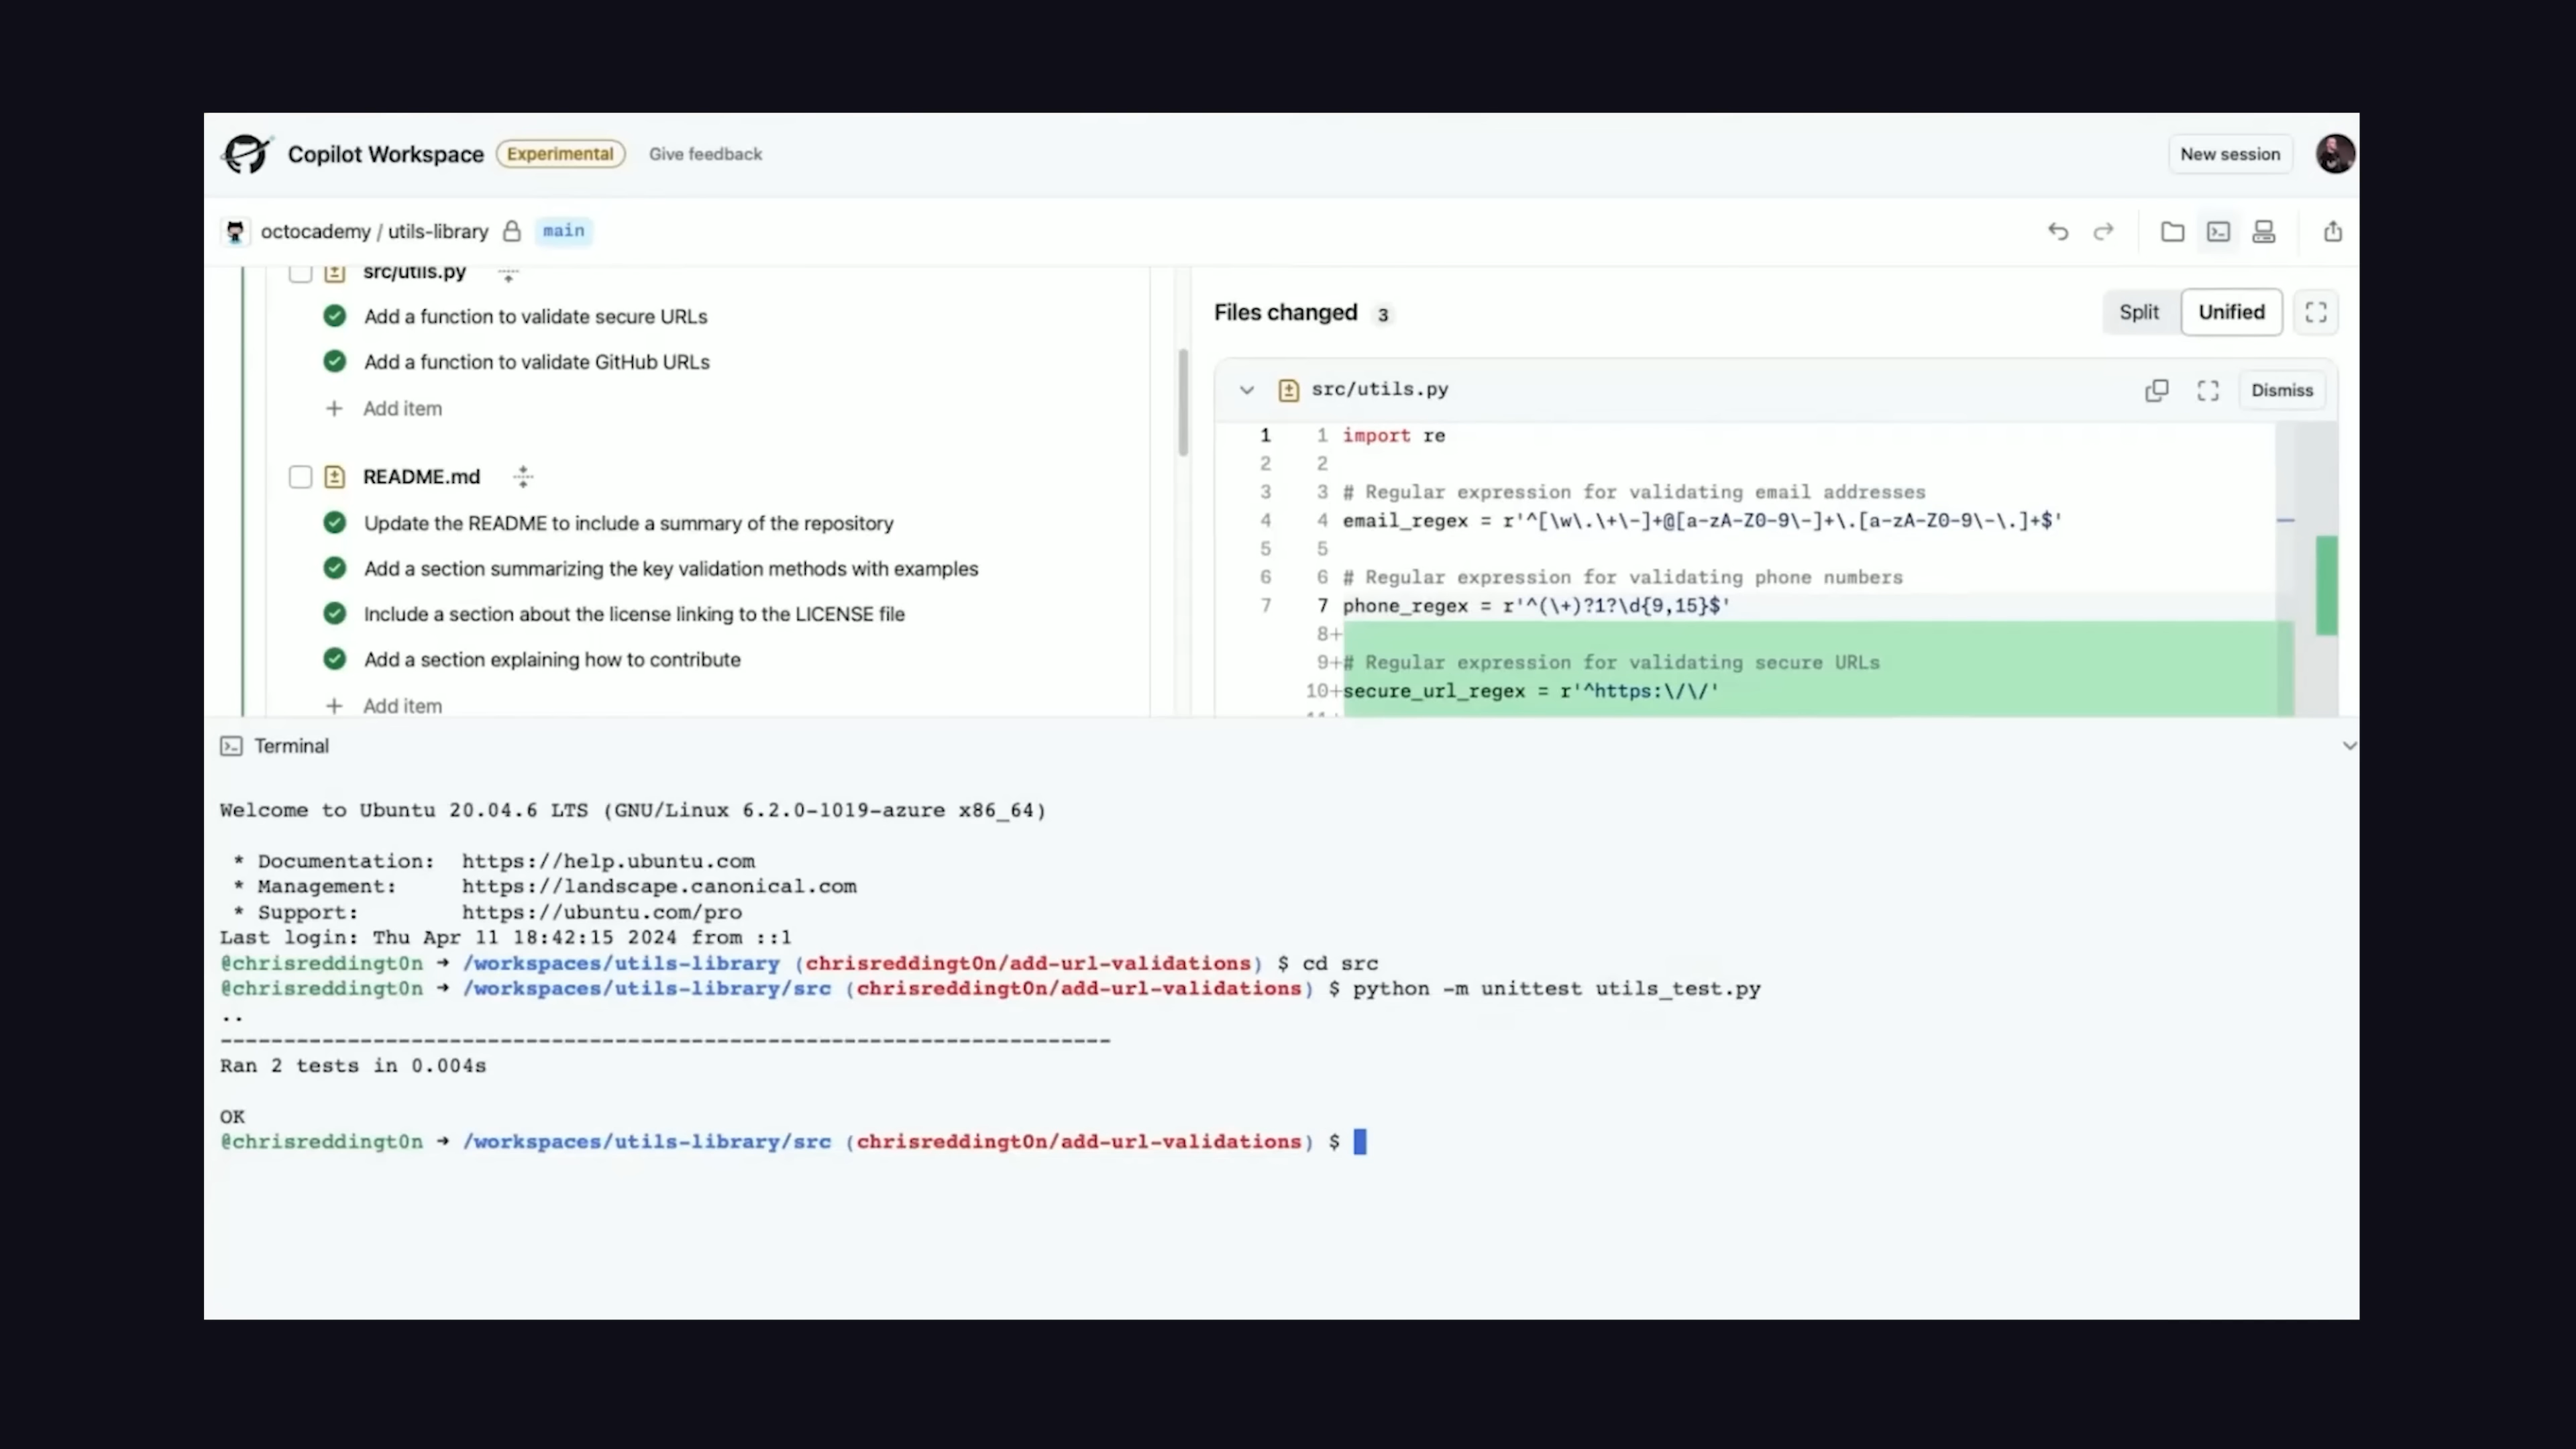 Copilot Workspace Experimental Give feedback New session
octocademy / utils-library main
src/utils.py
Add a function to validate secure URLs
Add a function to validate GitHub URLs
Add item
README.md
Update the README to include a summary of the repository
Add a section summarizing the key validation methods with examples
Include a section about the license linking to the LICENSE file
Add a section explaining how to contribute
Add item
Files changed 3 Split Unified
src/utils.py Dismiss
1 1 import re
2 2
3 3 # Regular expression for validating email addresses
4 4 email_regex = r'^[\w\.\+\-]+@[a-zA-Z0-9\-]+\.[a-zA-Z0-9\-\.]+$'
5 5
6 6 # Regular expression for validating phone numbers
7 7 phone_regex = r'^(\+)?1?\d{9,15}$'
8+
9+# Regular expression for validating secure URLs
10+secure_url_regex = r'^https:\/\/'
Terminal
Welcome to Ubuntu 20.04.6 LTS (GNU/Linux 6.2.0-1019-azure x86_64)
* Documentation: https://help.ubuntu.com
* Management: https://landscape.canonical.com
* Support: https://ubuntu.com/pro
Last login: Thu Apr 11 18:42:15 2024 from ::1
@chrisreddingt0n ➜ /workspaces/utils-library (chrisreddingt0n/add-url-validations) $ cd src
@chrisreddingt0n ➜ /workspaces/utils-library/src (chrisreddingt0n/add-url-validations) $ python -m unittest utils_test.py
..
----------------------------------------------------------------------
Ran 2 tests in 0.004s
OK
@chrisreddingt0n ➜ /workspaces/utils-library/src (chrisreddingt0n/add-url-validations) $